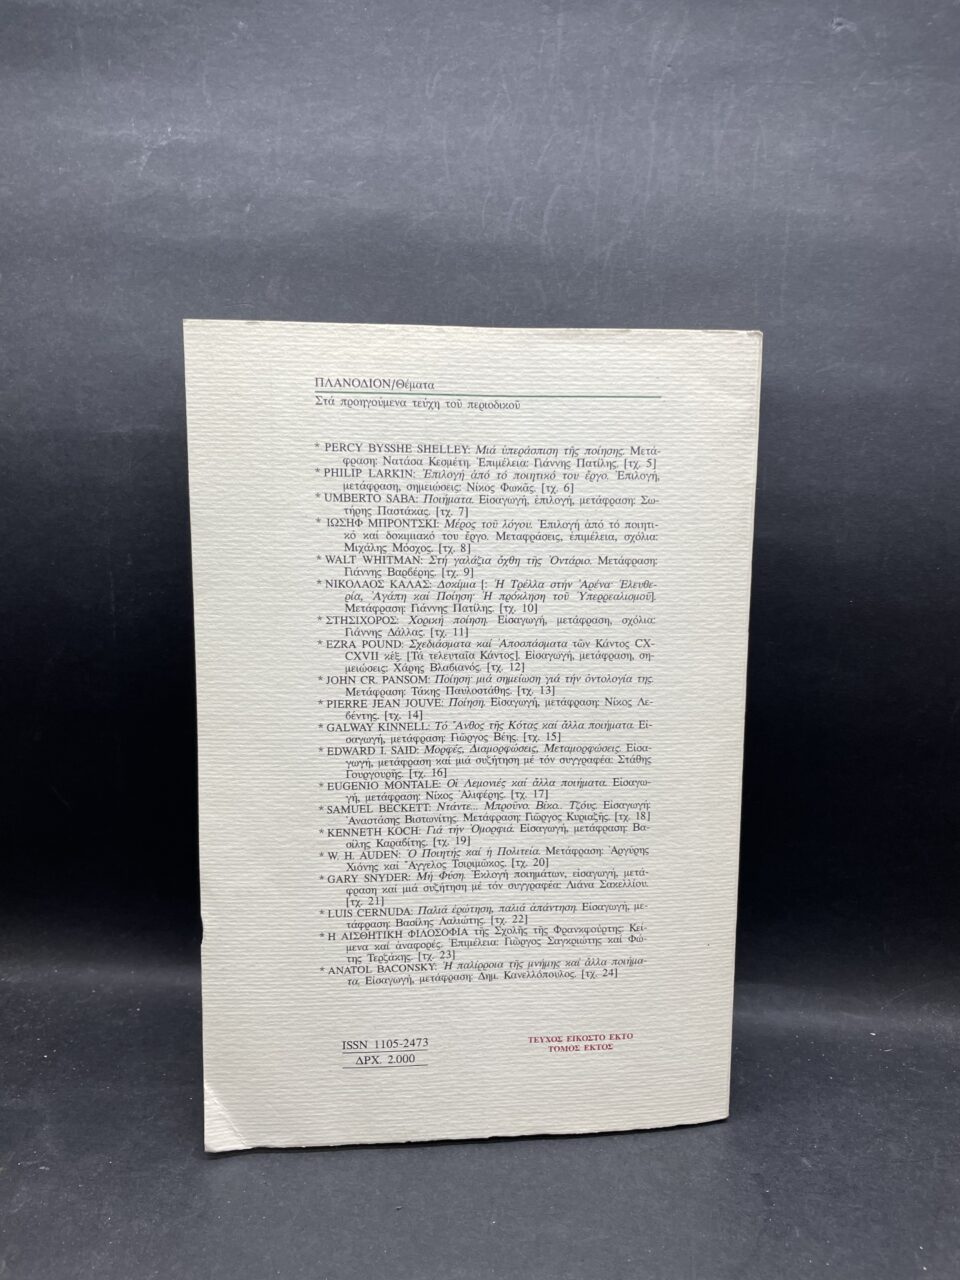 ΠΛΑΝΟΔΙΟΝ/Θέματα
Στά προηγούμενα τεύχη τοῦ περιοδικοῦ
* PERCY BYSSHE SHELLEY: Μιά ὑπεράσπιση τῆς ποίησης. Μετά-
φραση: Νατάσα Κεσμέτη. Ἐπιμέλεια: Γιάννης Πατίλης. [τχ. 5]
* PHILIP LARKIN: Ἐπιλογή ἀπό τό ποιητικό του ἔργο. Ἐπιλογή,
μετάφραση, σημειώσεις: Νίκος Φωκᾶς. [τχ. 6]
* UMBERTO SABA: Ποιήματα. Εἰσαγωγή, ἐπιλογή, μετάφραση: Σω-
τήρης Παστάκας. [τχ. 7]
* ΙΩΣΗΦ ΜΠΡΟΝΤΣΚΙ: Μέρος τοῦ λόγου. Ἐπιλογή ἀπό τό ποιητι-
κό καί δοκιμιακό του ἔργο. Μεταφράσεις, ἐπιμέλεια, σχόλια:
Μιχάλης Μόσχος. [τχ. 8]
* WALT WHITMAN: Στή γαλάζια ὄχθη τῆς Ὀντάριο. Μετάφραση:
Γιάννης Βαρβέρης. [τχ. 9]
* ΝΙΚΟΛΑΟΣ ΚΑΛΑΣ: Δοκίμια [: Ἡ Τρέλλα στήν Ἀρένα· Ἐλευθε-
ρία, Ἀγάπη καί Ποίηση· Ἡ πρόκληση τοῦ Ὑπερρεαλισμοῦ].
Μετάφραση: Γιάννης Πατίλης. [τχ. 10]
* ΣΤΗΣΙΧΟΡΟΣ: Χορική ποίηση. Εἰσαγωγή, μετάφραση, σχόλια:
Γιάννης Δάλλας. [τχ. 11]
* EZRA POUND: Σχεδιάσματα καί Ἀποσπάσματα τῶν Κάντος CX-
CXVII κἑξ. [Τά τελευταῖα Κάντος]. Εἰσαγωγή, μετάφραση, ση-
μειώσεις: Χάρης Βλαβιανός. [τχ. 12]
* JOHN CR. PANSOM: Ποίηση· μιά σημείωση γιά τήν ὀντολογία της.
Μετάφραση: Τάκης Παυλοστάθης. [τχ. 13]
* PIERRE JEAN JOUVE: Ποίηση. Εἰσαγωγή, μετάφραση: Νίκος Λε-
βέντης. [τχ. 14]
* GALWAY KINNELL: Τό Ἄνθος τῆς Κότας καί ἄλλα ποιήματα. Εἰ-
σαγωγή, μετάφραση: Γιῶργος Βέης. [τχ. 15]
* EDWARD I. SAID: Μορφές, Διαμορφώσεις, Μεταμορφώσεις. Εἰσα-
γωγή, μετάφραση καί μιά συζήτηση μέ τόν συγγραφέα: Στάθης
Γουργουρῆς. [τχ. 16]
* EUGENIO MONTALE: Οἱ Λεμονιές καί ἄλλα ποιήματα. Εἰσαγω-
γή, μετάφραση: Νίκος Ἀλιφέρης. [τχ. 17]
* SAMUEL BECKETT: Ντάντε... Μπροῦνο. Βίκο.. Τζόυς. Εἰσαγωγή:
Ἀναστάσης Βιστωνίτης. Μετάφραση: Γιῶργος Κυριαζῆς. [τχ. 18]
* KENNETH KOCH: Γιά τήν Ὀμορφιά. Εἰσαγωγή, μετάφραση: Βα-
σίλης Καραβίτης. [τχ. 19]
* W. H. AUDEN: Ὁ Ποιητής καί ἡ Πολιτεία. Μετάφραση: Ἀργύρης
Χιόνης καί Ἄγγελος Τσιριμῶκος. [τχ. 20]
* GARY SNYDER: Μή Φύση. Ἐκλογή ποιημάτων, εἰσαγωγή, μετά-
φραση καί μιά συζήτηση μέ τόν συγγραφέα: Λιάνα Σακελλίου.
[τχ. 21]
* LUIS CERNUDA: Παλιά ἐρώτηση, παλιά ἀπάντηση. Εἰσαγωγή, με-
τάφραση: Βασίλης Λαλιώτης. [τχ. 22]
* Η ΑΙΣΘΗΤΙΚΗ ΦΙΛΟΣΟΦΙΑ τῆς Σχολῆς τῆς Φρανκφούρτης: Κεί-
μενα καί ἀναφορές. Ἐπιμέλεια: Γιῶργος Σαγκριώτης καί Φώ-
της Τερζάκης. [τχ. 23]
* ANATOL BACONSKY: Ἡ παλίρροια τῆς μνήμης καί ἄλλα ποιήμα-
τα. Εἰσαγωγή, μετάφραση: Δημ. Κανελλόπουλος. [τχ. 24]
ISSN 1105-2473
ΔΡΧ. 2.000
ΤΕΥΧΟΣ ΕΙΚΟΣΤΟ ΕΚΤΟ
ΤΟΜΟΣ ΕΚΤΟΣ